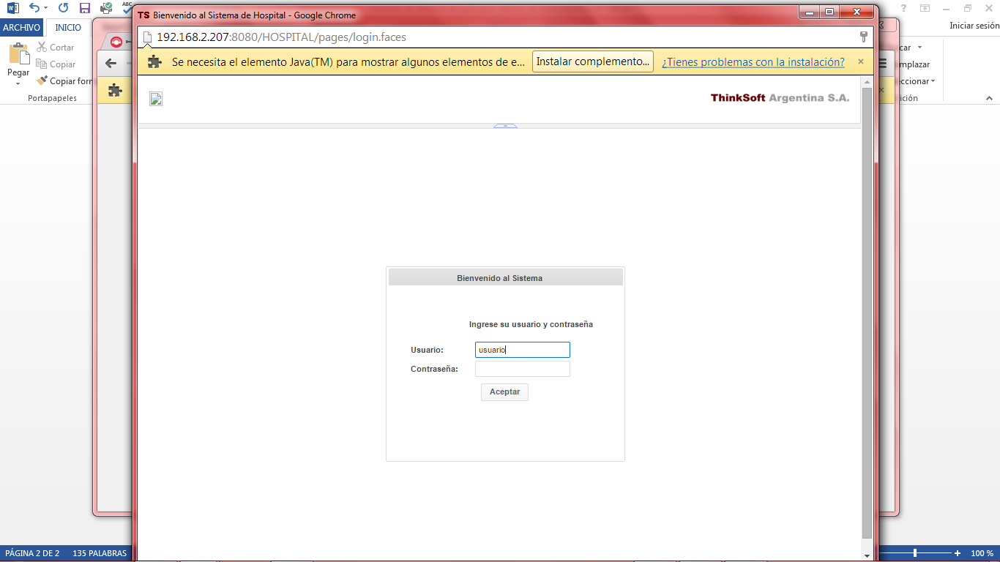 TS Bienvenido al Sistema de Hospital - Google Chrome
ABC
ARCHIVO INICIO Iniciar sesión
192.168.2.207:8080/HOSPITAL/pages/login.faces
Cortar
Copiar
Copiar form
Pegar
Portapapeles
Se necesita el elemento Java(TM) para mostrar algunos elementos de e... Instalar complemento... ¿Tienes problemas con la instalación? ×
car
mplazar
eccionar
ición
ThinkSoft Argentina S.A.
Bienvenido al Sistema
Ingrese su usuario y contraseña
Usuario: usuario
Contraseña:
Aceptar
PÁGINA 2 DE 2 135 PALABRAS 100 %